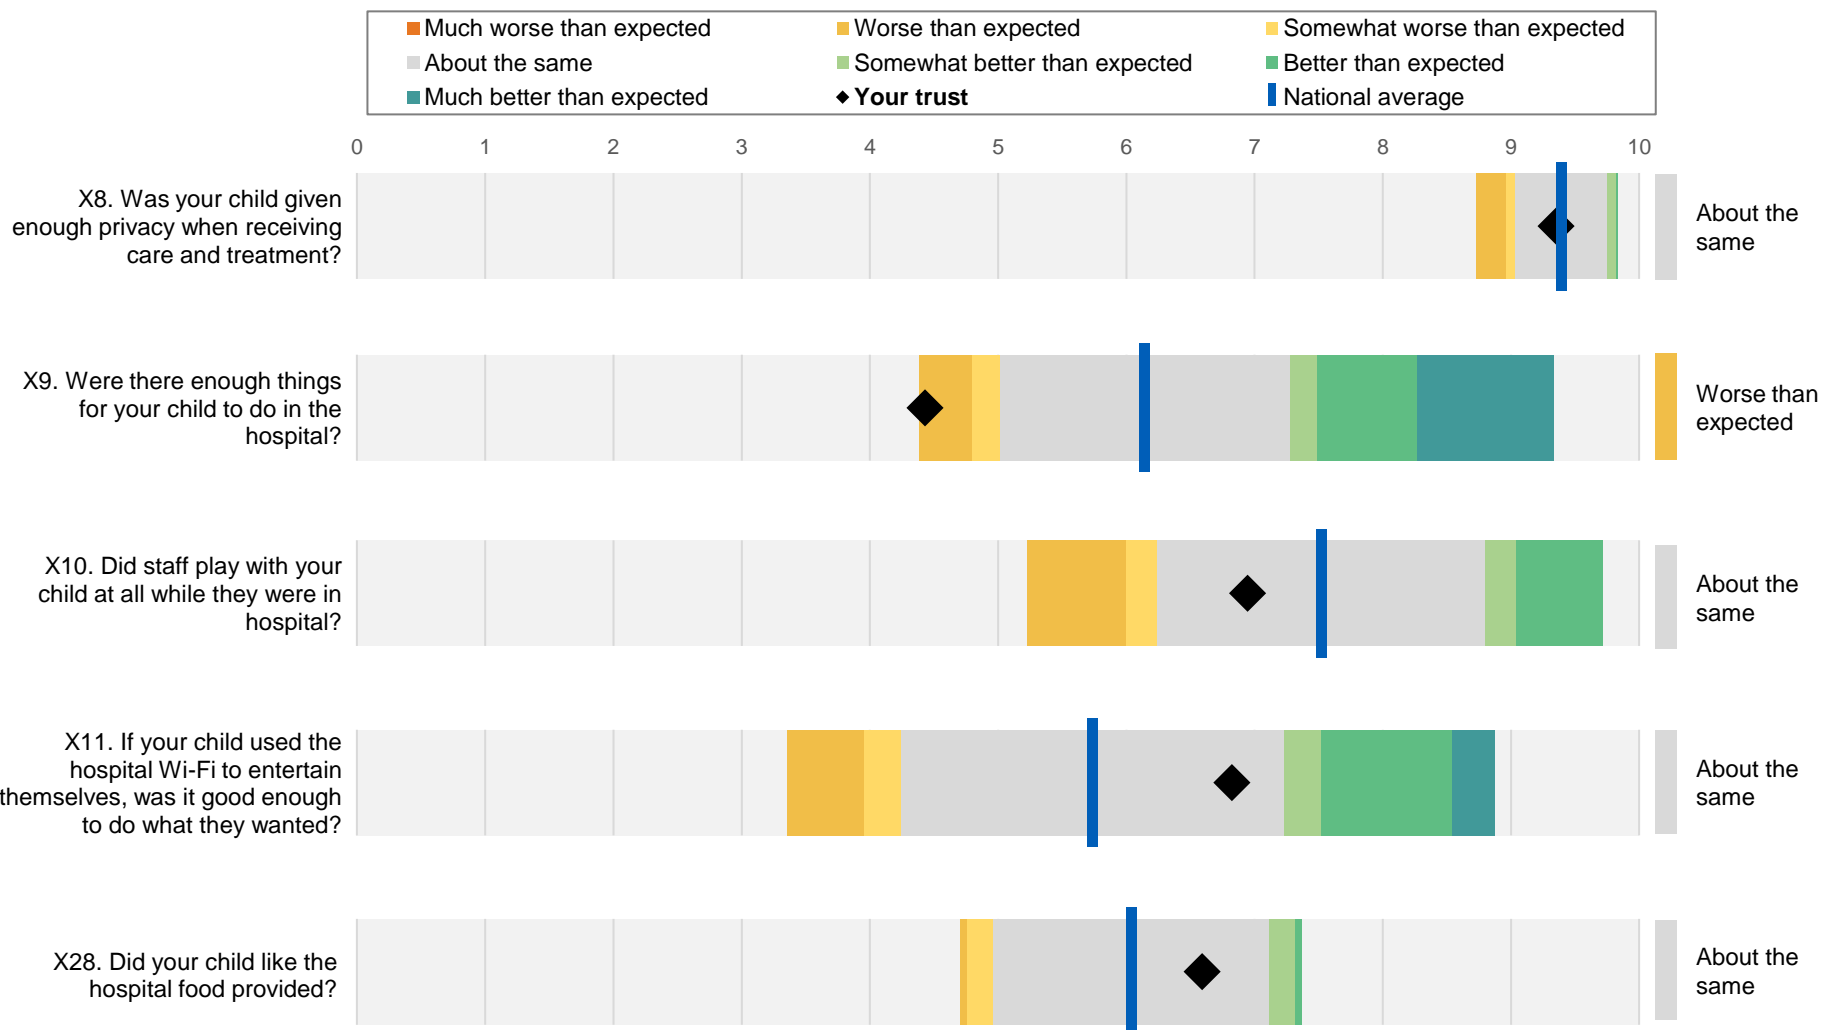 Much worse than expected
Worse than expected
Somewhat worse than expected
About the same
Somewhat better than expected
Better than expected
Much better than expected
Your trust
National average
0 1 2 3 4 5 6 7 8 9 10
X8. Was your child given
enough privacy when receiving
care and treatment?
About the
same
X9. Were there enough things
for your child to do in the
hospital?
Worse than
expected
X10. Did staff play with your
child at all while they were in
hospital?
About the
same
X11. If your child used the
hospital Wi-Fi to entertain
themselves, was it good enough
to do what they wanted?
About the
same
X28. Did your child like the
hospital food provided?
About the
same